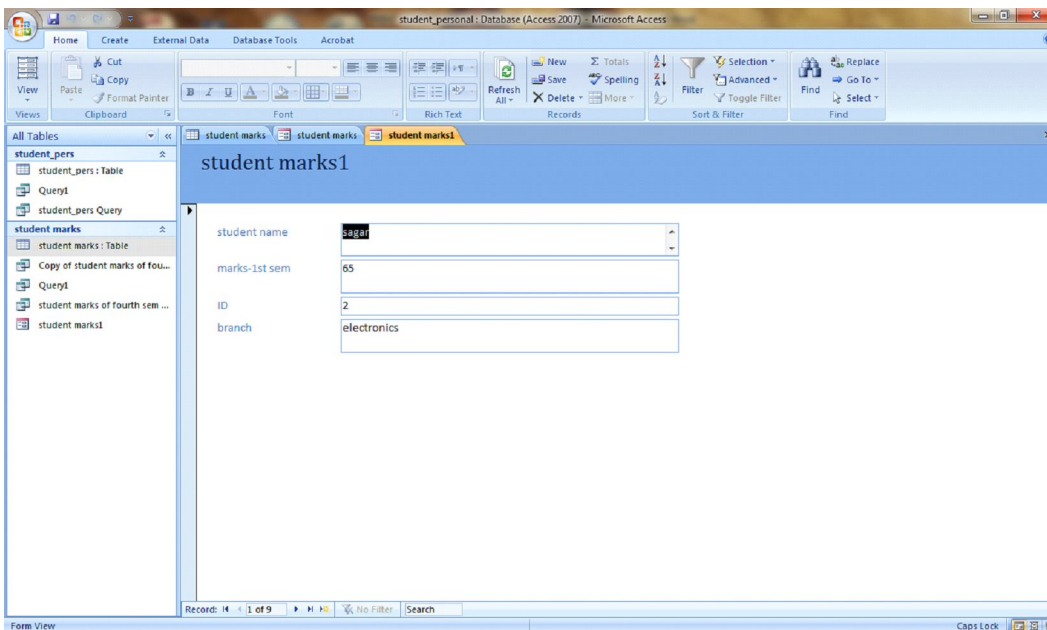 student_personal : Database (Access 2007) - Microsoft Access
Home Create External Data Database Tools Acrobat
View
Paste
Cut
Copy
Format Painter
B I U
Refresh All
New
Save
Delete
Totals
Spelling
More
Filter
Selection
Advanced
Toggle Filter
Find
Replace
Go To
Select
Views Clipboard Font Rich Text Records Sort & Filter Find
All Tables
student_pers
student_pers : Table
Query1
student_pers Query
student marks
student marks : Table
Copy of student marks of fou...
Query1
student marks of fourth sem ...
student marks1
student marks student marks student marks1
student marks1
student name sagar
marks-1st sem 65
ID 2
branch electronics
Record: 1 of 9 No Filter Search
Form View Caps Lock